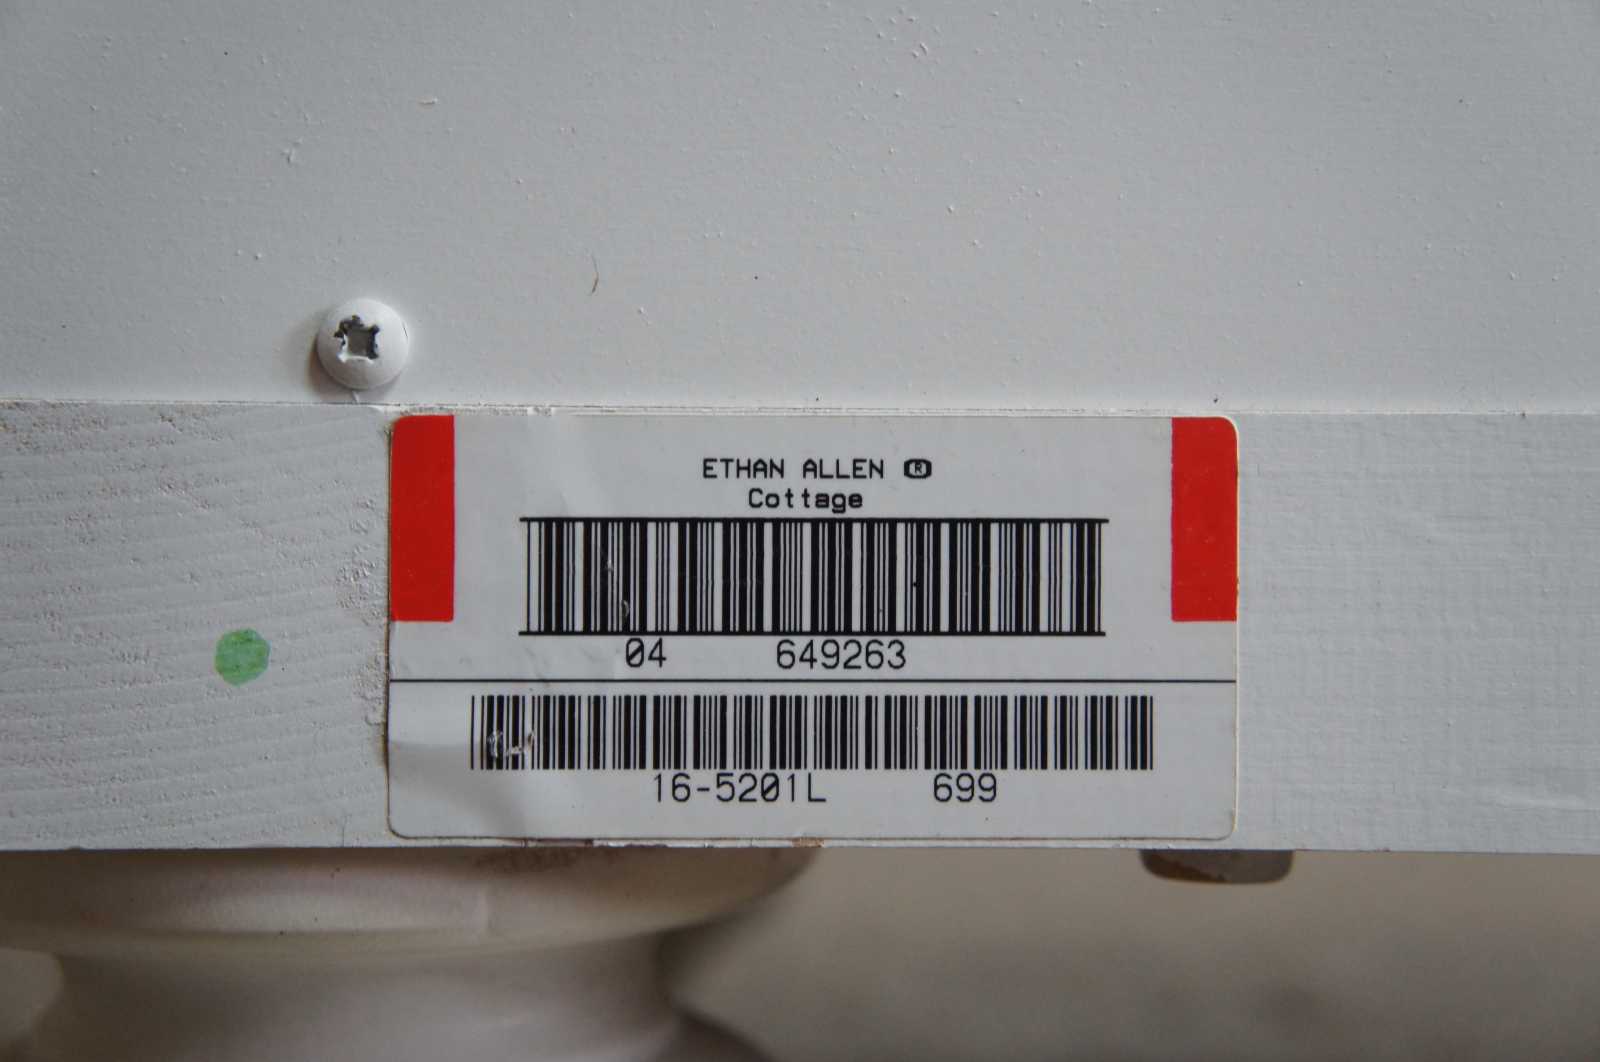 ETHAN ALLEN ®
Cottage
04 649263
16-5201L 699